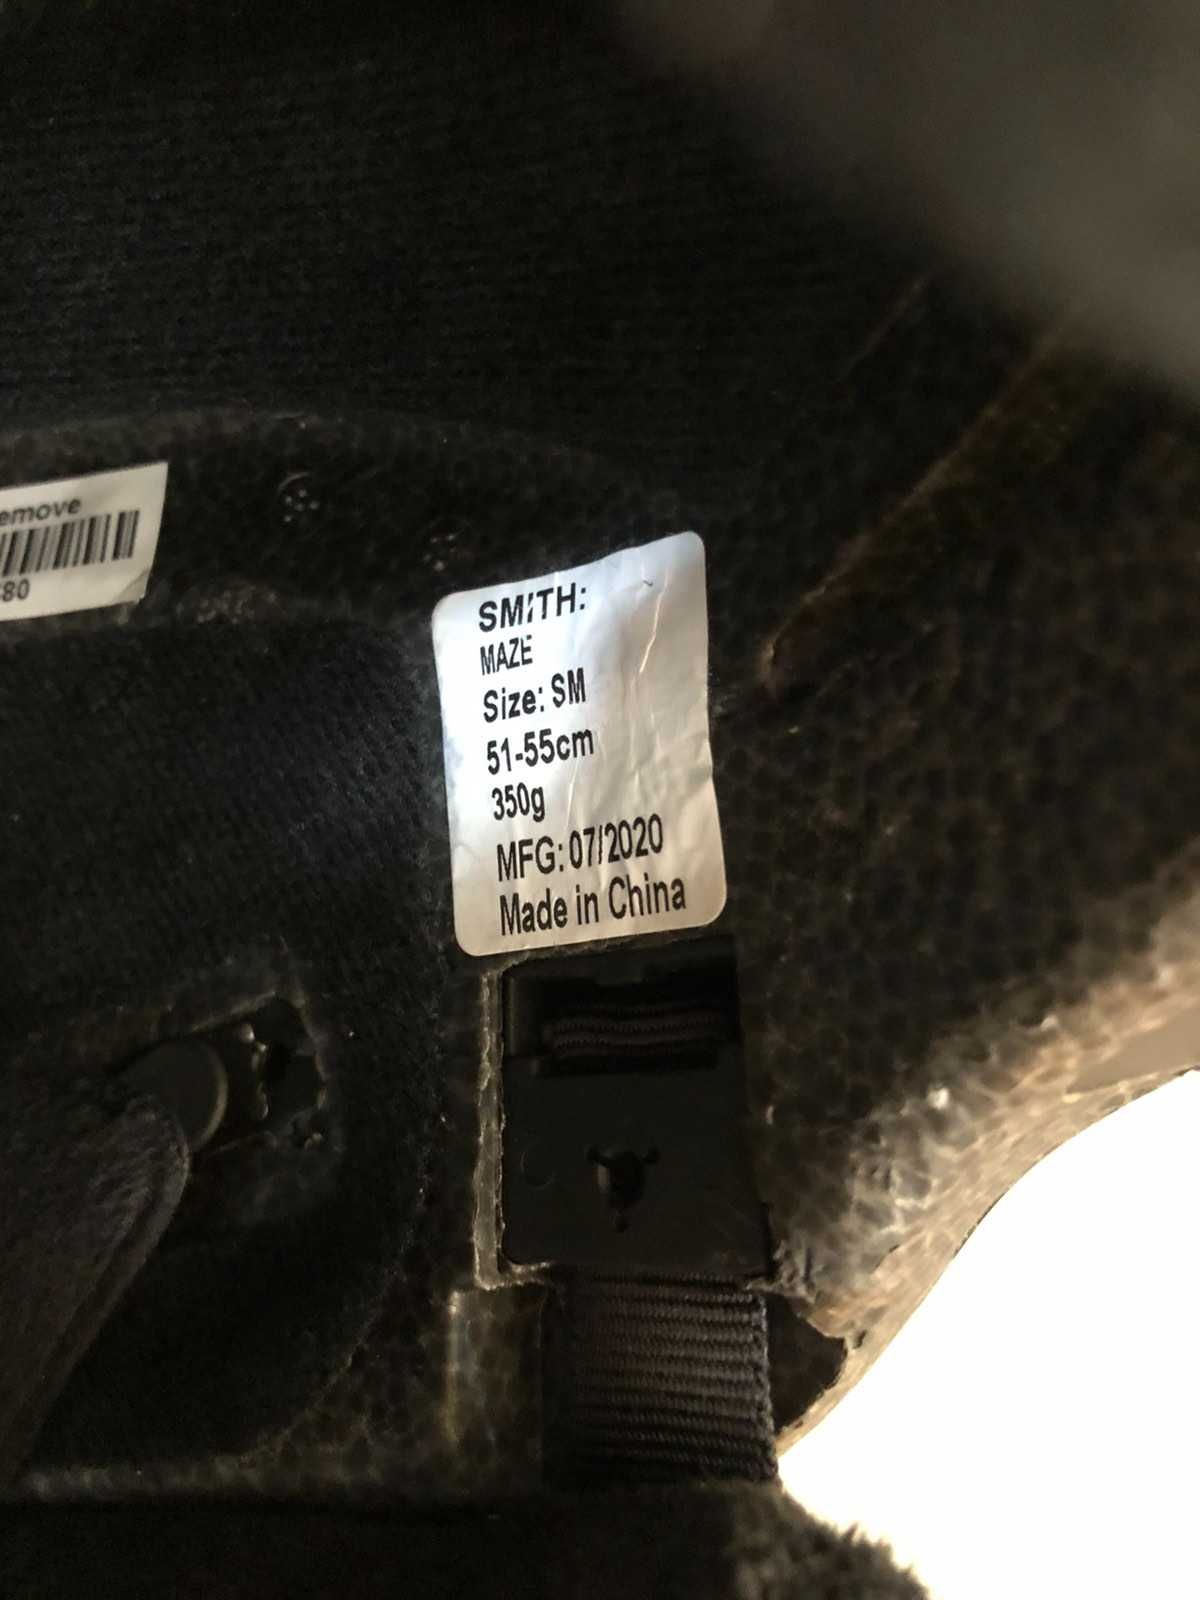 emove
80
SMITH:
MAZE
Size: SM
51-55cm
350g
MFG: 07/2020
Made in China